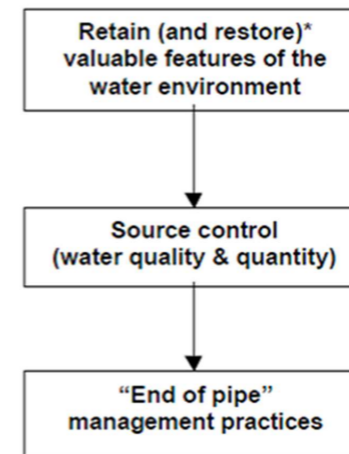 Retain (and restore)*
valuable features of the
water environment
Source control
(water quality & quantity)
“End of pipe”
management practices